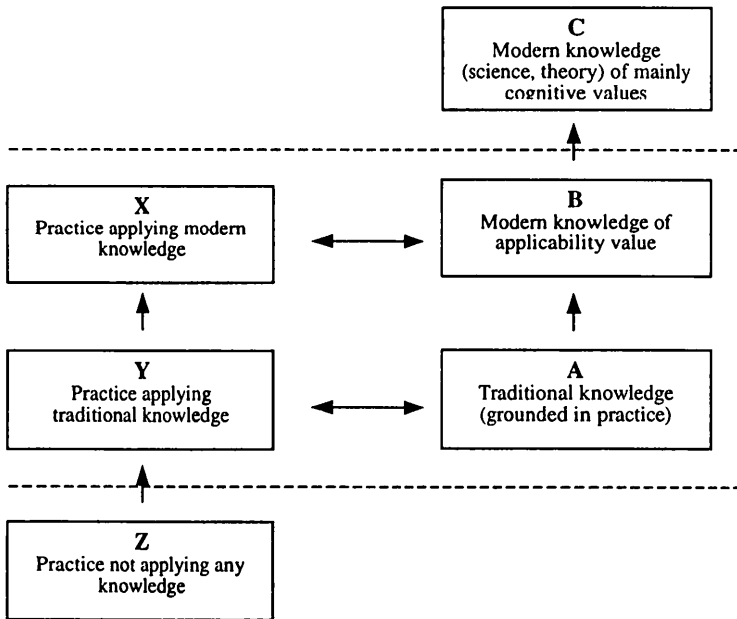 C
Modern knowledge
(science, theory) of mainly
cognitive values
X
Practice applying modern
knowledge
B
Modern knowledge of
applicability value
Y
Practice applying
traditional knowledge
A
Traditional knowledge
(grounded in practice)
Z
Practice not applying any
knowledge